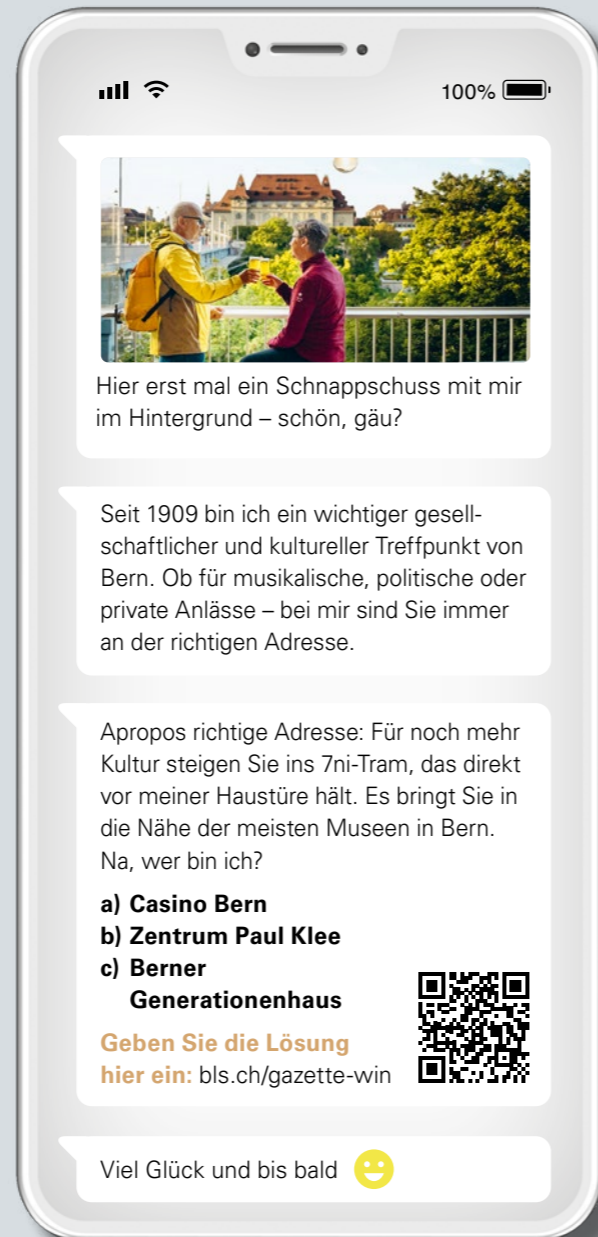 100%
Hier erst mal ein Schnappschuss mit mir
im Hintergrund – schön, gäu?
Seit 1909 bin ich ein wichtiger gesell-
schaftlicher und kultureller Treffpunkt von
Bern. Ob für musikalische, politische oder
private Anlässe – bei mir sind Sie immer
an der richtigen Adresse.
Apropos richtige Adresse: Für noch mehr
Kultur steigen Sie ins 7ni-Tram, das direkt
vor meiner Haustüre hält. Es bringt Sie in
die Nähe der meisten Museen in Bern.
Na, wer bin ich?
a) Casino Bern
b) Zentrum Paul Klee
c) Berner
Generationenhaus
Geben Sie die Lösung
hier ein: bls.ch/gazette-win
Viel Glück und bis bald